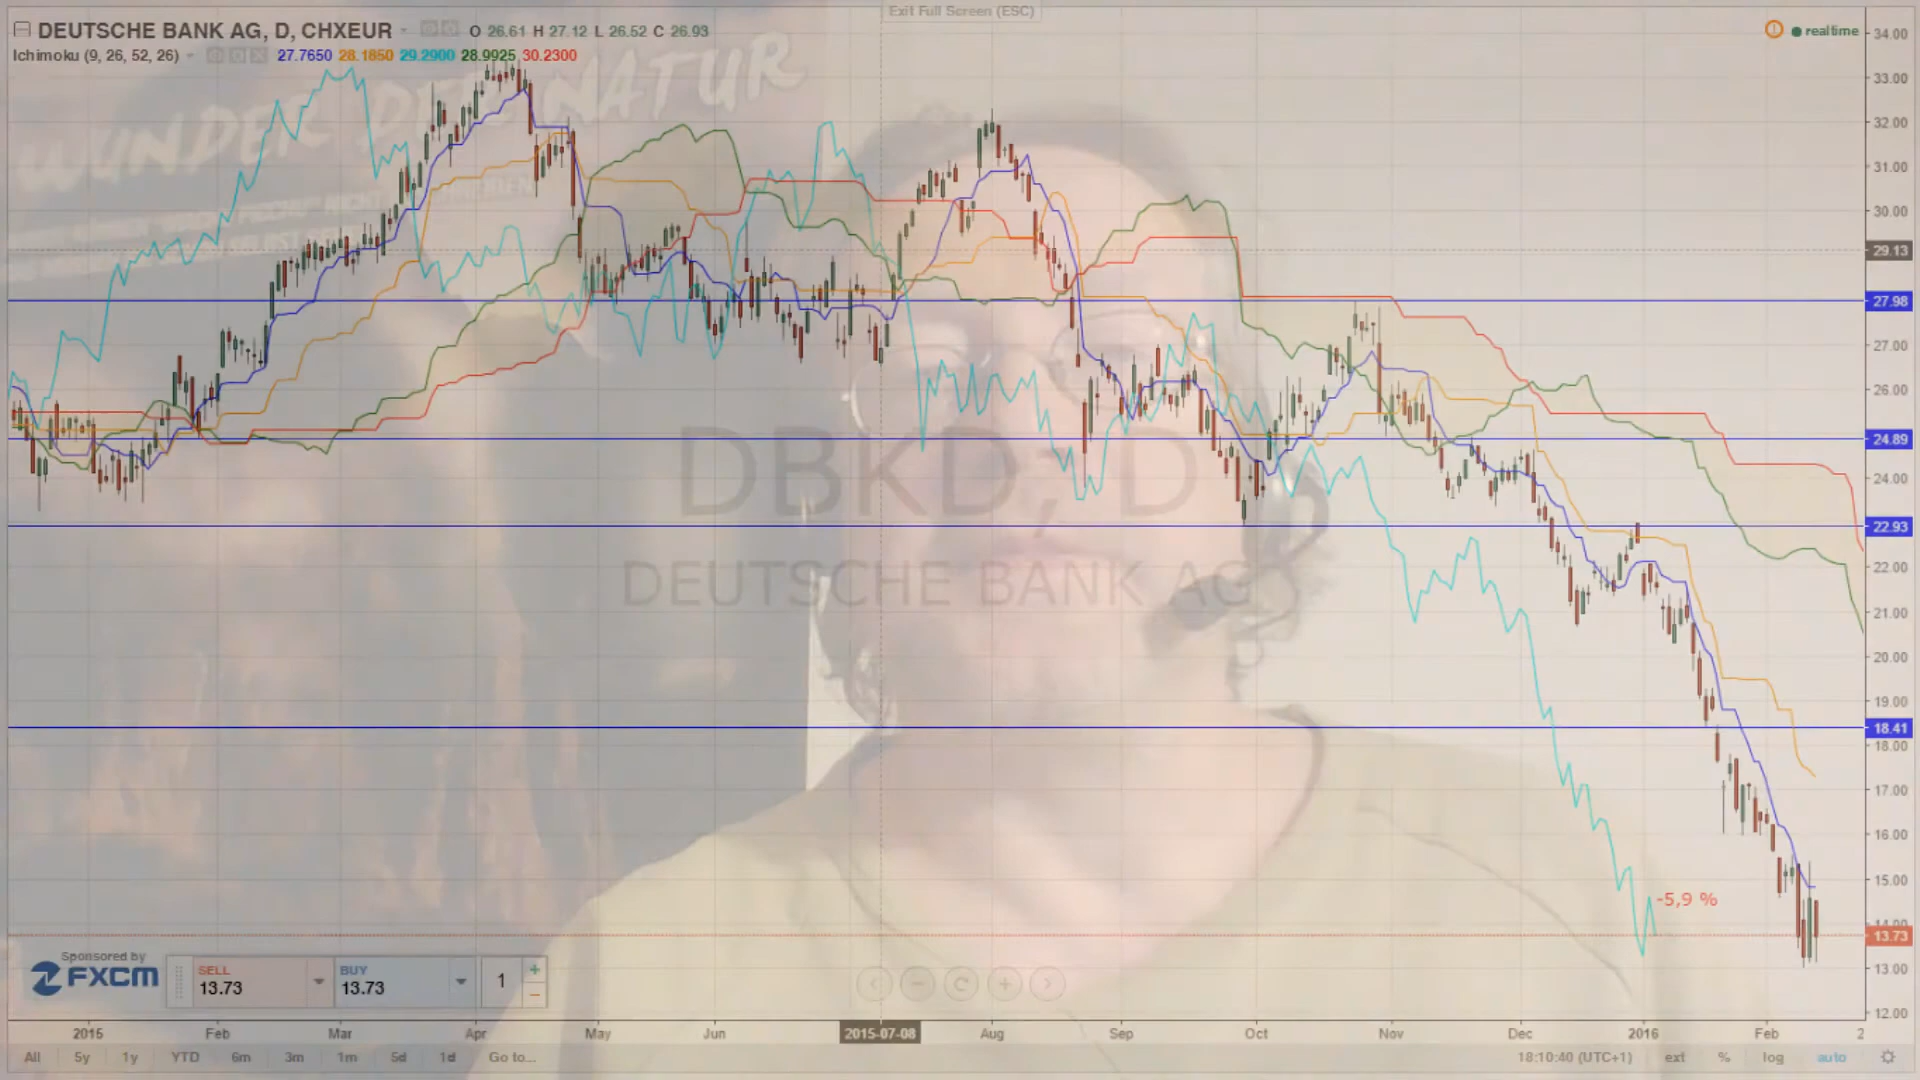 Exit Full Screen (ESC)
DEUTSCHE BANK AG, D, CHXEUR
O 26.61 H 27.12 L 26.52 C 26.93
realtime
Ichimoku (9, 26, 52, 26)
27.7650 28.1850 29.2900 28.9925 30.2300
WUNDER DER NATUR
34.00
33.00
32.00
31.00
30.00
29.13
27.98
27.00
26.00
24.89
24.00
22.93
22.00
21.00
20.00
19.00
18.41
18.00
17.00
16.00
15.00
14.00
13.73
13.00
12.00
DBKD, D
DEUTSCHE BANK AG
-5,9 %
Sponsored by
FXCM
SELL
13.73
BUY
13.73
1
2015 Feb Mar Apr May Jun 2015-07-08 Aug Sep Oct Nov Dec 2016 Feb 2
All 5y 1y YTD 6m 3m 1m 5d 1d Go to...
18:10:40 (UTC+1) ext % log auto